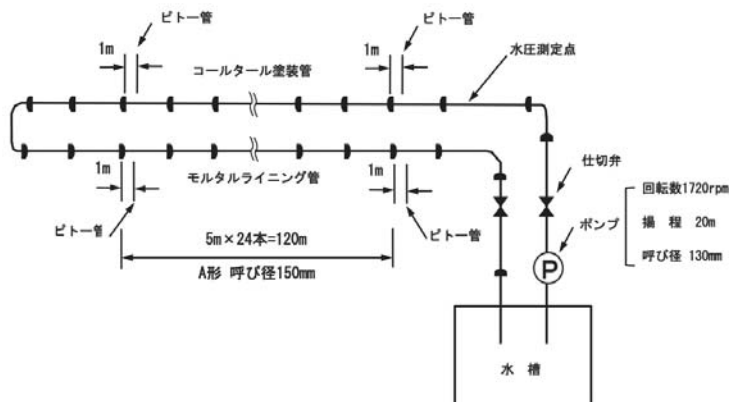 ピトー管
ピトー管
1m
1m
水圧測定点
コールタール塗装管
仕切弁
1m
モルタルライニング管
1m
回転数1720rpm
ピトー管
ピトー管
ポンプ
揚 程 20m
5m×24本=120m
呼び径 130mm
A形 呼び径150mm
P
水 槽